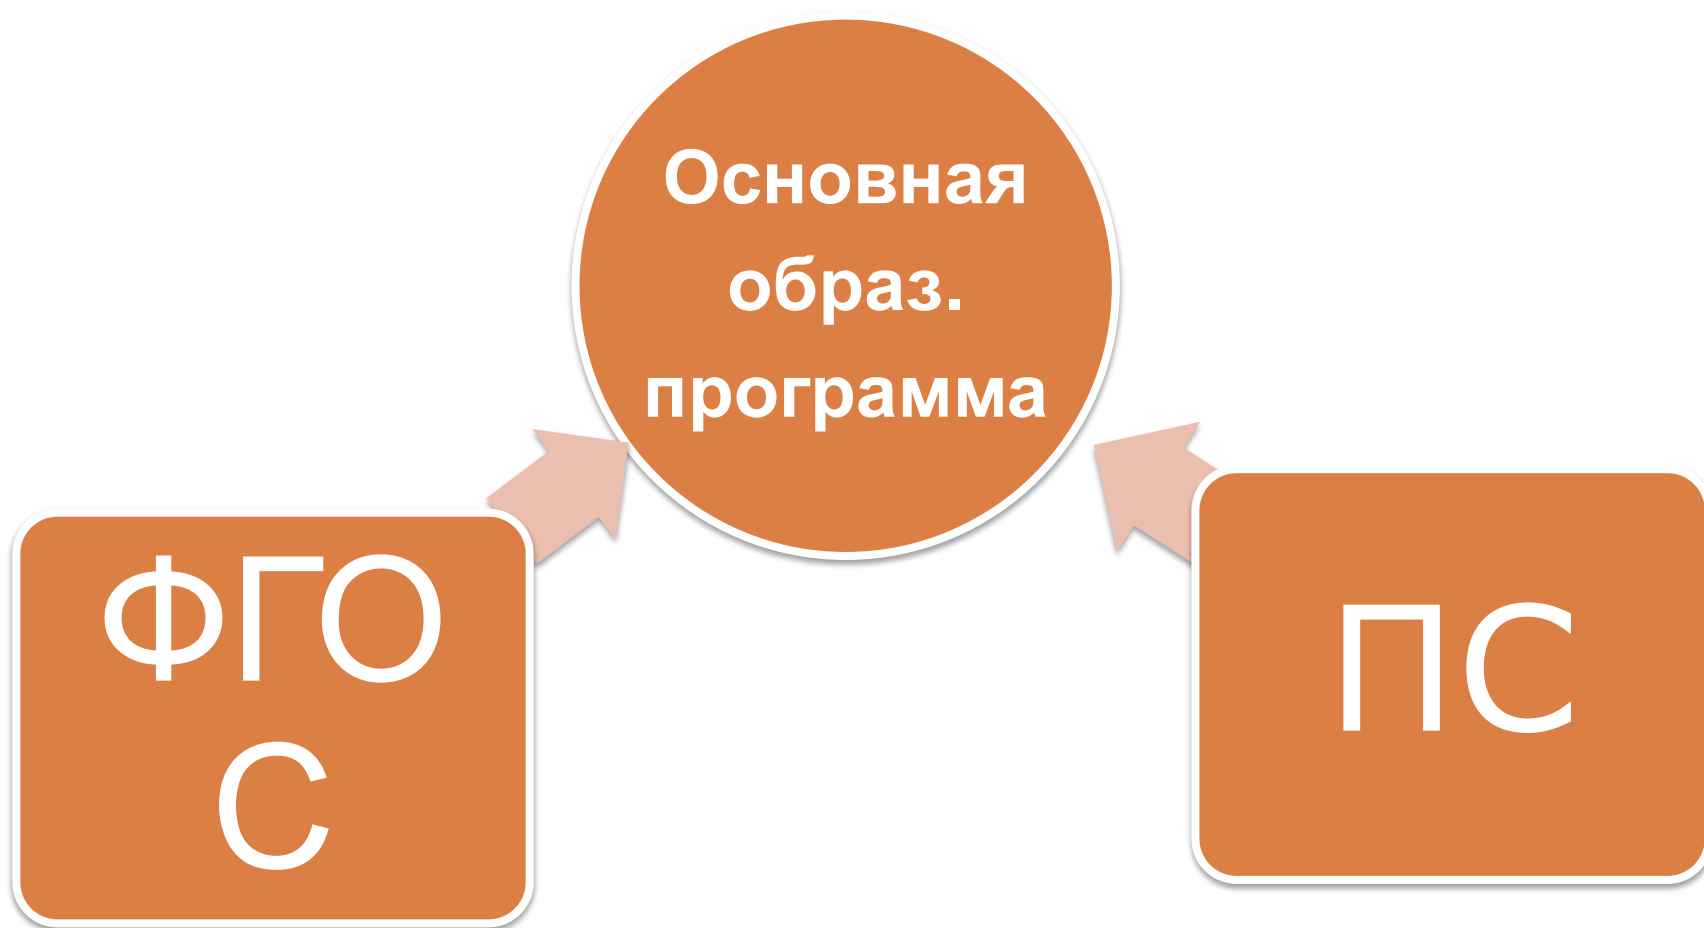 Основная
образ.
программа
ФГО
С
ПС